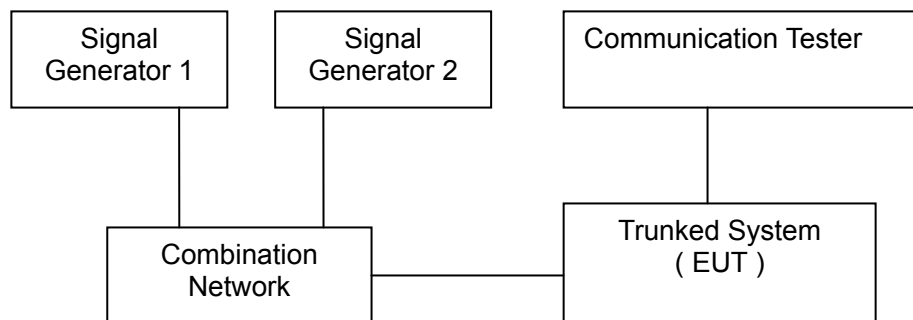 Signal
Generator 1
Signal
Generator 2
Communication Tester
Combination
Network
Trunked System
( EUT )